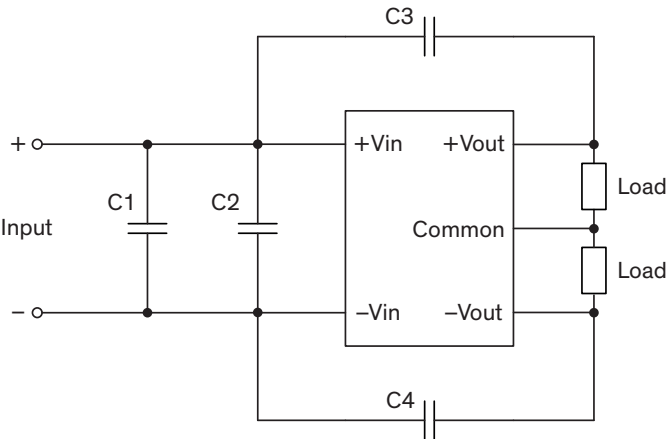 C3
+
+Vin
+Vout
Load
C1
C2
Input
Common
Load
–
–Vin
–Vout
C4